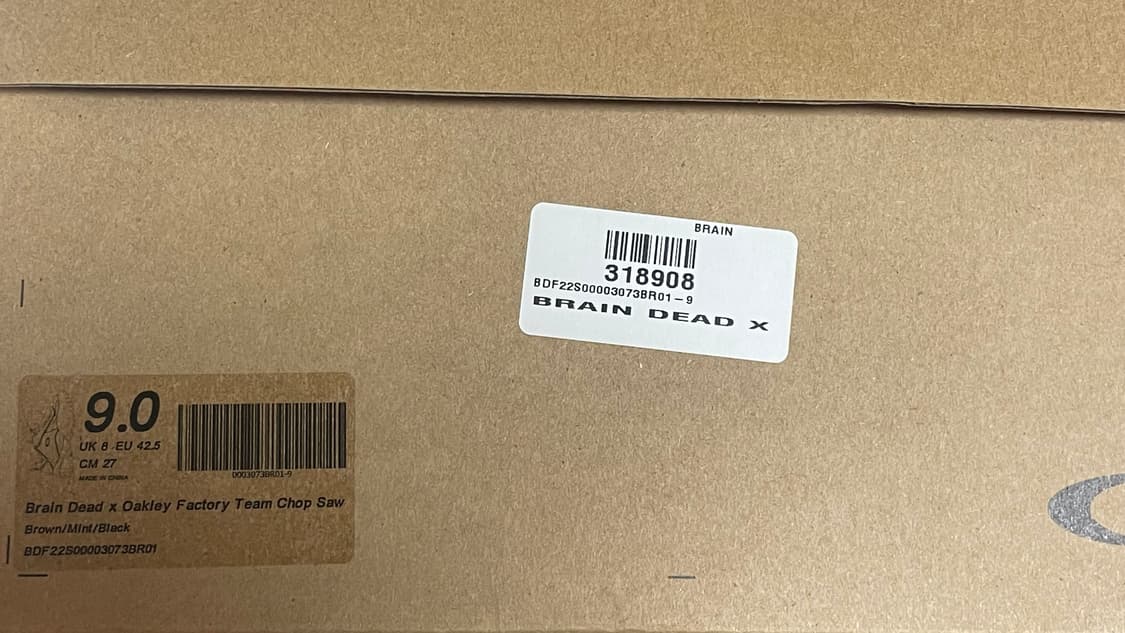 BRAIN
318908
BDF22S00003073BR01-9
BRAIN DEAD X
9.0
UK 8 EU 42.5
CM 27
MADE IN CHINA
0003073BR01-9
Brain Dead x Oakley Factory Team Chop Saw
Brown/Mint/Black
BDF22S00003073BR01